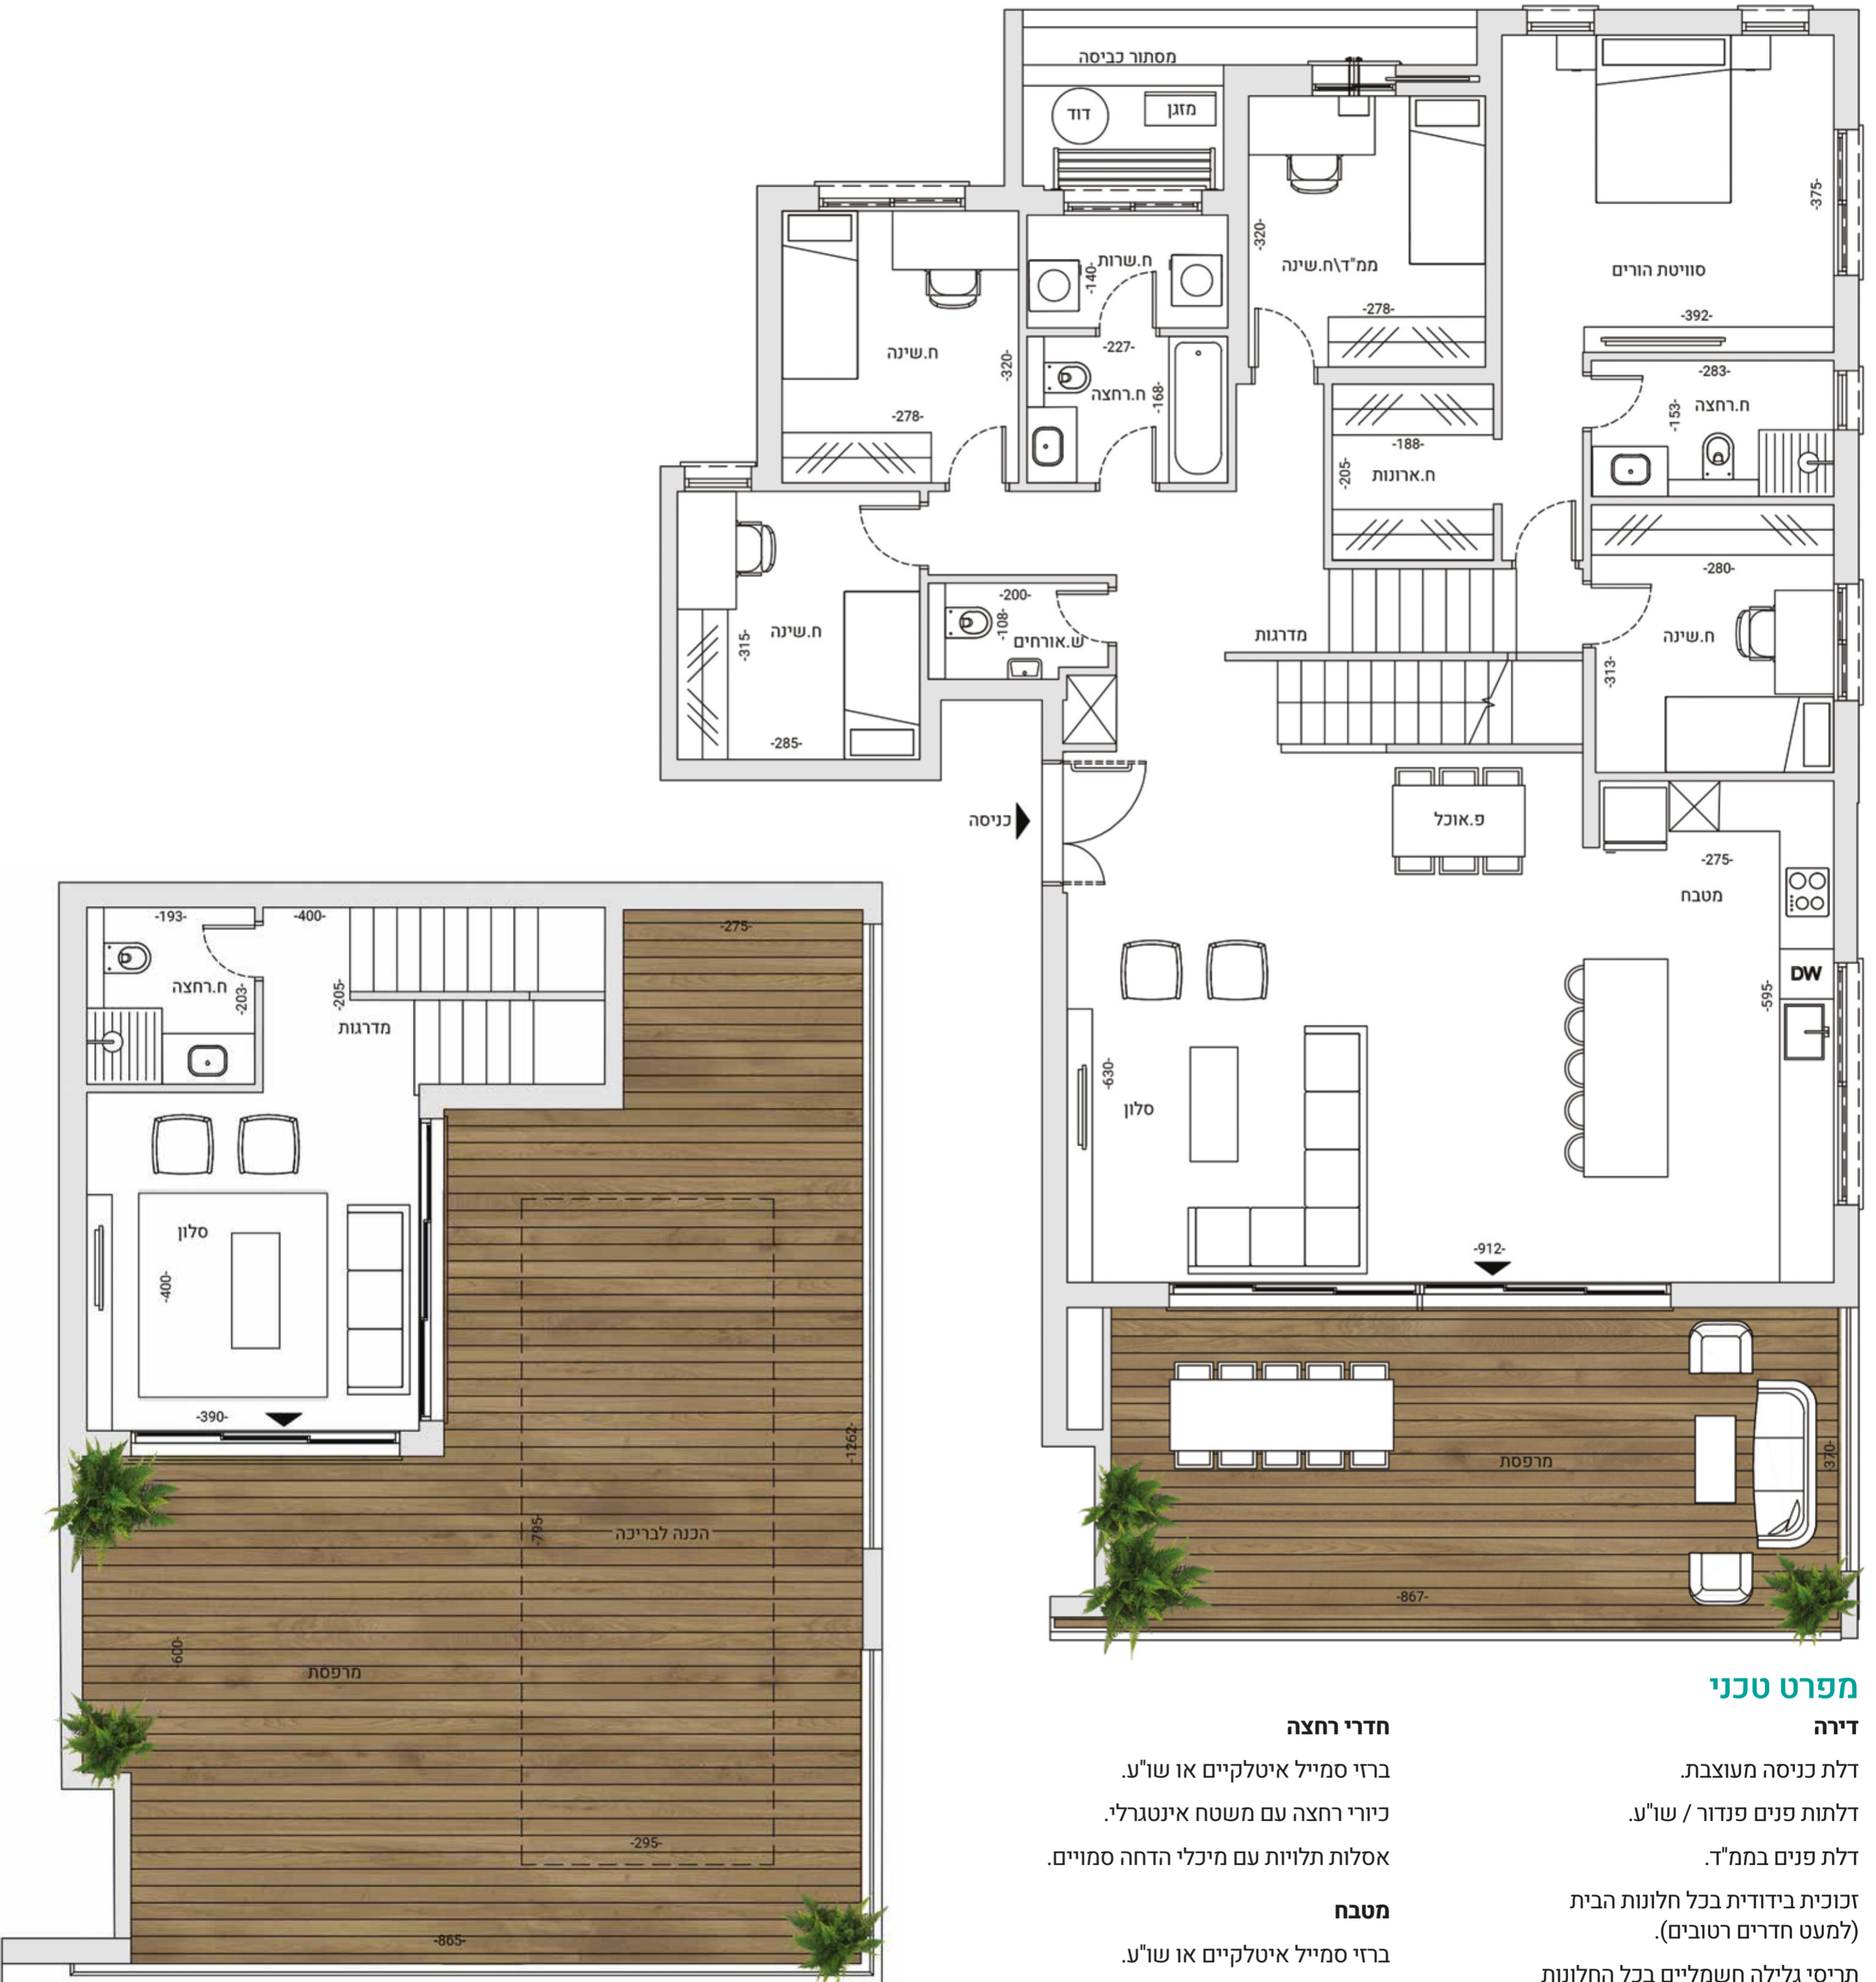 מסתור כביסה
דוד
מזגן
-320-
ממ"ד\ח.שינה
-278-
-375-
סוויטת הורים
-392-
ח.שרות
-140-
-227-
ח.רחצה
-168-
ח.שינה
-320-
-278-
-283-
ח.רחצה
-153-
-188-
-205-
ח.ארונות
-280-
ח.שינה
-313-
-315-
ח.שינה
-285-
-200-
-108-
ש.אורחים
מדרגות
כניסה
פ.אוכל
-275-
מטבח
DW
-595-
-630-
סלון
-912-
מרפסת
-370-
-867-
-193-
-400-
-275-
ח.רחצה
-203-
-205-
מדרגות
סלון
-400-
-390-
-1262-
-795-
הכנה לבריכה
-600-
מרפסת
-295-
-865-
מפרט טכני
דירה
דלת כניסה מעוצבת.
דלתות פנים פנדור / שו"ע.
דלת פנים בממ"ד.
זכוכית בידודית בכל חלונות הבית
(למעט חדרים רטובים).
תריסי גלילה חשמליים בכל החלונות
חדרי רחצה
ברזי סמייל איטלקיים או שו"ע.
כיורי רחצה עם משטח אינטגרלי.
אסלות תלויות עם מיכלי הדחה סמויים.
מטבח
ברזי סמייל איטלקיים או שו"ע.